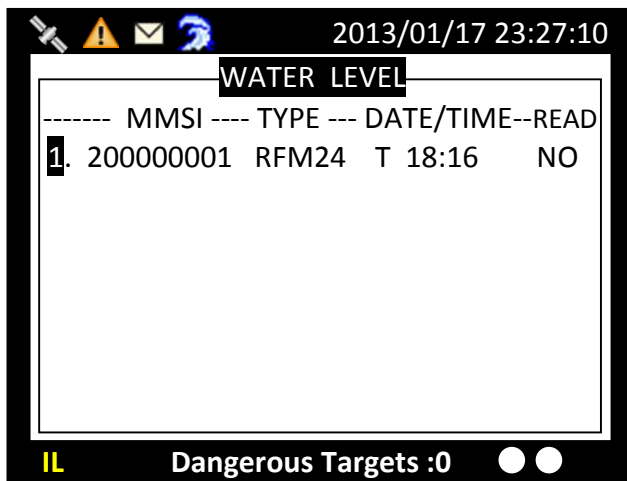 2013/01/17 23:27:10
WATER LEVEL
------- MMSI ---- TYPE --- DATE/TIME--READ
1. 200000001 RFM24 T 18:16 NO
IL Dangerous Targets :0